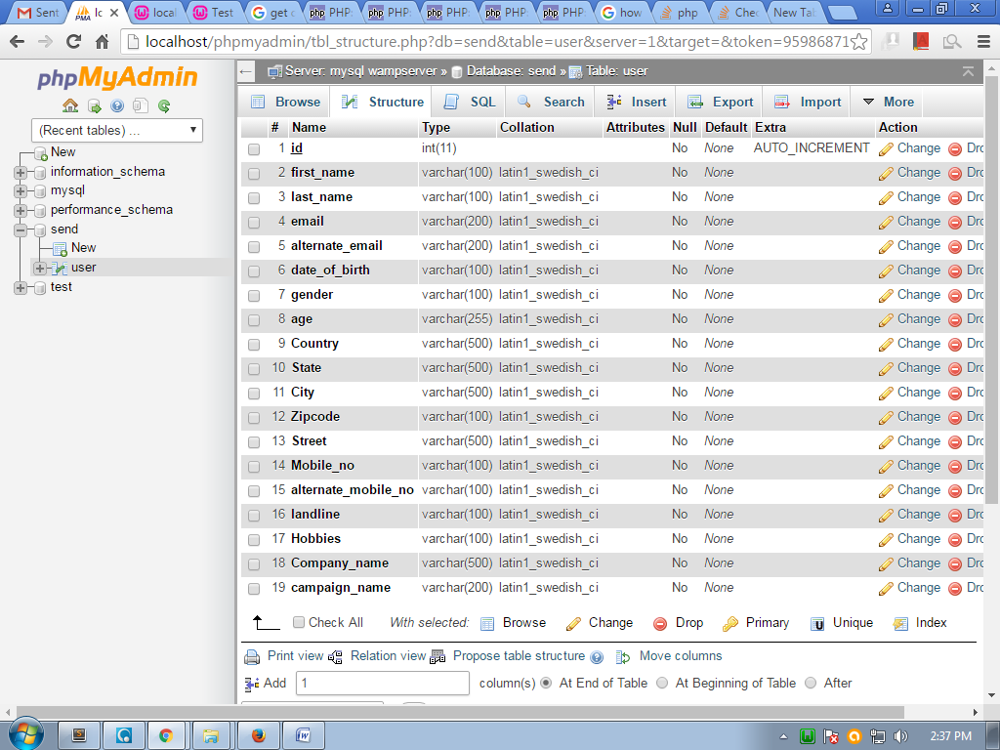 Sent
lc
local
Test
get c
PHP:
PHP:
PHP:
PHP:
PHP:
how
php
Chec
New Tab
localhost/phpmyadmin/tbl_structure.php?db=send&table=user&server=1&target=&token=95986871
phpMyAdmin
(Recent tables) ...
New
information_schema
mysql
performance_schema
send
New
user
test
Server: mysql wampserver » Database: send » Table: user
Browse Structure SQL Search Insert Export Import More
# Name Type Collation Attributes Null Default Extra Action
1 id int(11) No None AUTO_INCREMENT Change Dro
2 first_name varchar(100) latin1_swedish_ci No None Change Dro
3 last_name varchar(100) latin1_swedish_ci No None Change Dro
4 email varchar(200) latin1_swedish_ci No None Change Dro
5 alternate_email varchar(200) latin1_swedish_ci No None Change Dro
6 date_of_birth varchar(100) latin1_swedish_ci No None Change Dro
7 gender varchar(100) latin1_swedish_ci No None Change Dro
8 age varchar(255) latin1_swedish_ci No None Change Dro
9 Country varchar(500) latin1_swedish_ci No None Change Dro
10 State varchar(500) latin1_swedish_ci No None Change Dro
11 City varchar(500) latin1_swedish_ci No None Change Dro
12 Zipcode varchar(100) latin1_swedish_ci No None Change Dro
13 Street varchar(500) latin1_swedish_ci No None Change Dro
14 Mobile_no varchar(100) latin1_swedish_ci No None Change Dro
15 alternate_mobile_no varchar(100) latin1_swedish_ci No None Change Dro
16 landline varchar(100) latin1_swedish_ci No None Change Dro
17 Hobbies varchar(100) latin1_swedish_ci No None Change Dro
18 Company_name varchar(500) latin1_swedish_ci No None Change Dro
19 campaign_name varchar(200) latin1_swedish_ci No None Change Dro
Check All With selected: Browse Change Drop Primary Unique Index
Print view Relation view Propose table structure Move columns
Add 1 column(s) At End of Table At Beginning of Table After
2:37 PM